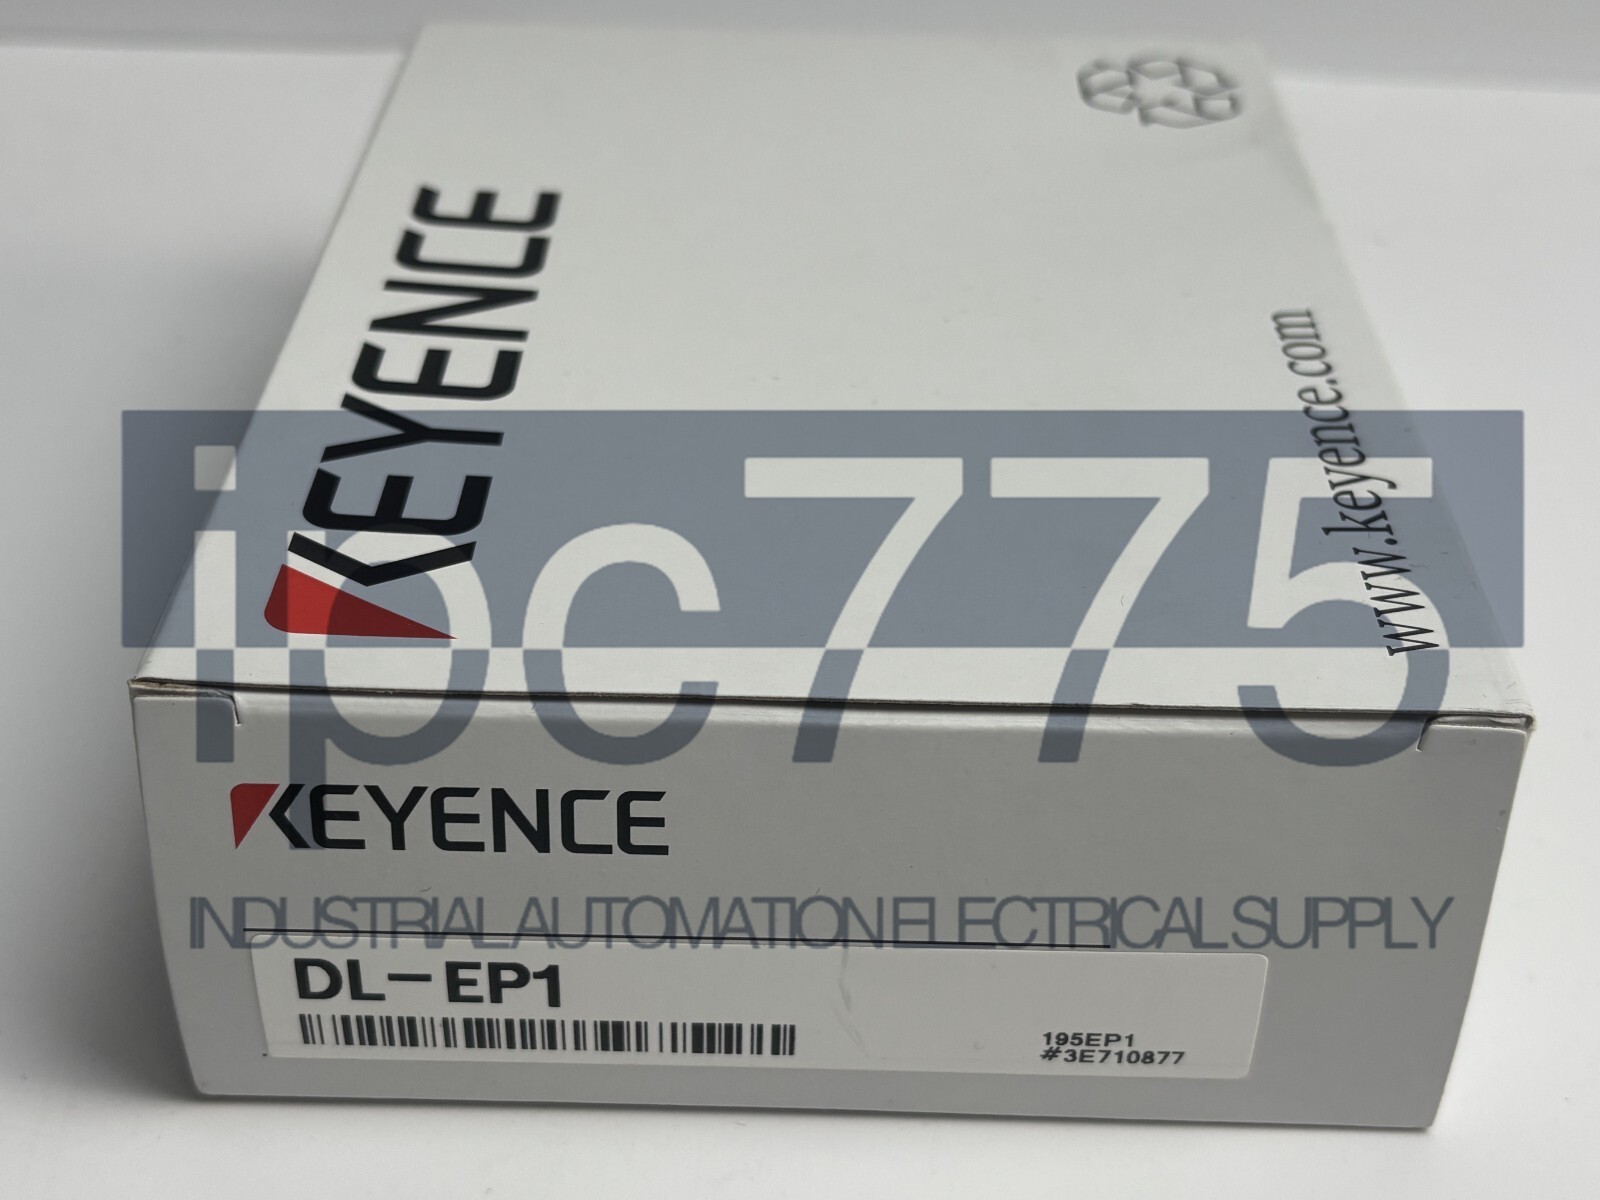 KEYENCE
www.keyence.com
ipc775
KEYENCE
INDUSTRIAL AUTOMATION ELECTRICAL SUPPLY
DL-EP1
195EP1
#3E710877